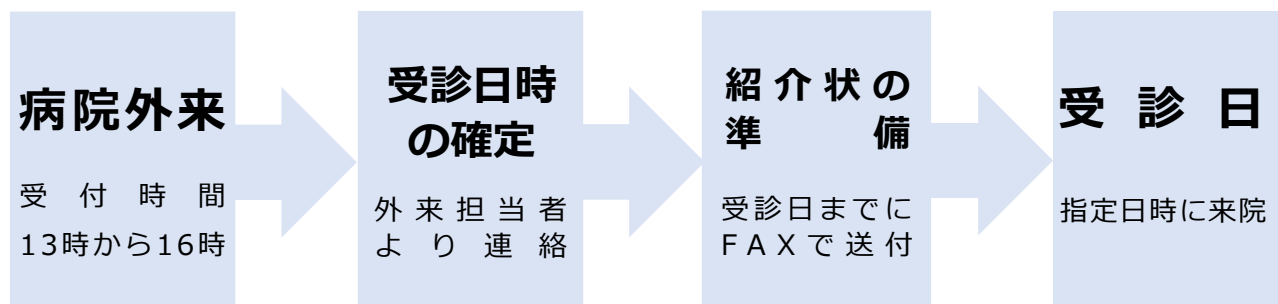 病院外来
受付時間
13時から16時
受診日時
の確定
外来担当者
より連絡
紹介状の
準備
受診日までに
FAXで送付
受診日
指定日時に来院